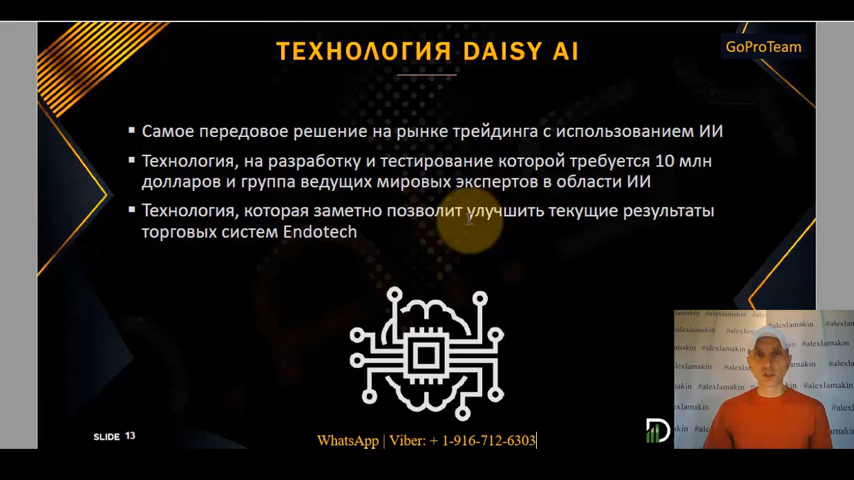 ТЕХНОЛОГИЯ DAISY AI
GoProTeam
Самое передовое решение на рынке трейдинга с использованием ИИ
Технология, на разработку и тестирование которой требуется 10 млн
долларов и группа ведущих мировых экспертов в области ИИ
Технология, которая заметно позволит улучшить текущие результаты
торговых систем Endotech
#alexlamakin
SLIDE 13
WhatsApp | Viber: + 1-916-712-6303